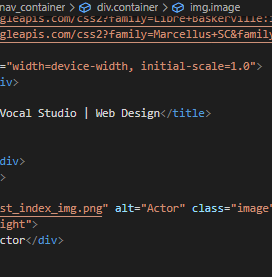 nav_container > div.container > img.image
gleapis.com/css2?family=Libre+Baskerville:i
gleapis.com/css2?family=Marcellus+SC&family
="width=device-width, initial-scale=1.0">
iv>
Vocal Studio | Web Design</title>
div>
>
st_index_img.png" alt="Actor" class="image"
ight">
ctor</div>